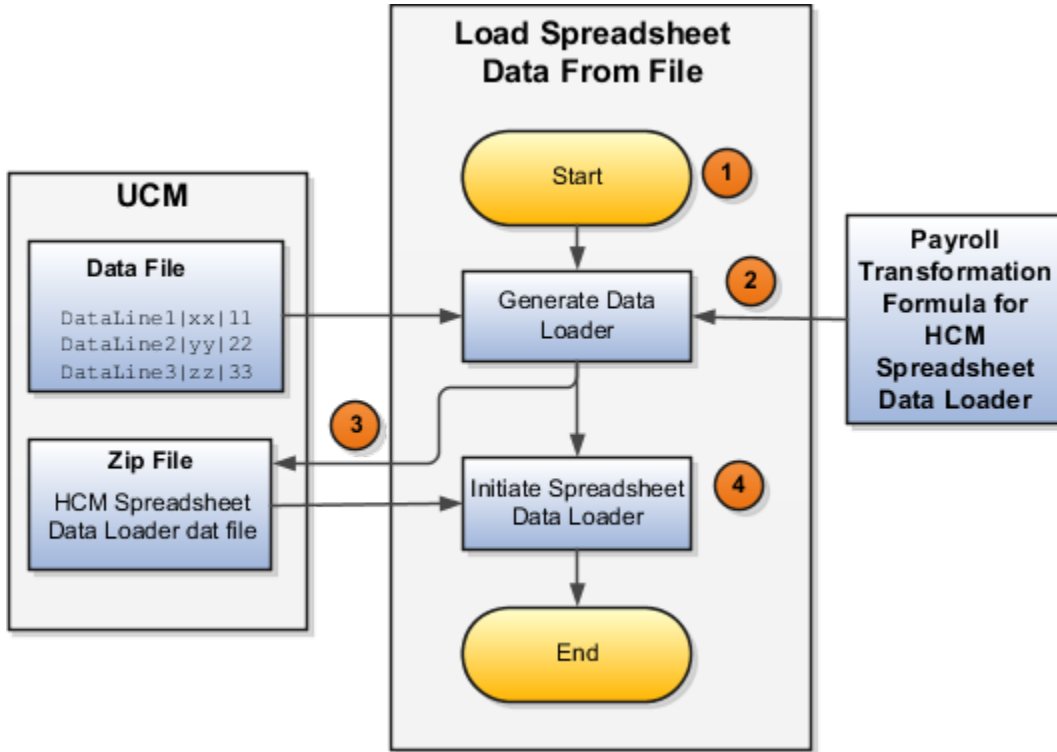 Load Spreadsheet
Data From File
Start
1
UCM
Data File
DataLine1|xx|11
DataLine2|yy|22
DataLine3|zz|33
Generate Data
Loader
2
Payroll
Transformation
Formula for
HCM
Spreadsheet
Data Loader
3
Zip File
HCM Spreadsheet
Data Loader dat file
Initiate Spreadsheet
Data Loader
4
End